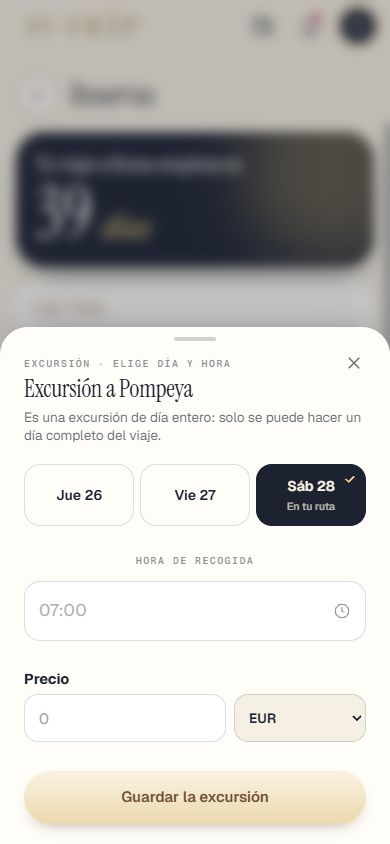 39
EXCURSIÓN · ELIGE DÍA Y HORA
Excursión a Pompeya
Es una excursión de día entero: solo se puede hacer un
día completo del viaje.
Jue 26
Vie 27
Sáb 28
En tu ruta
HORA DE RECOGIDA
07:00
Precio
0
EUR
Guardar la excursión